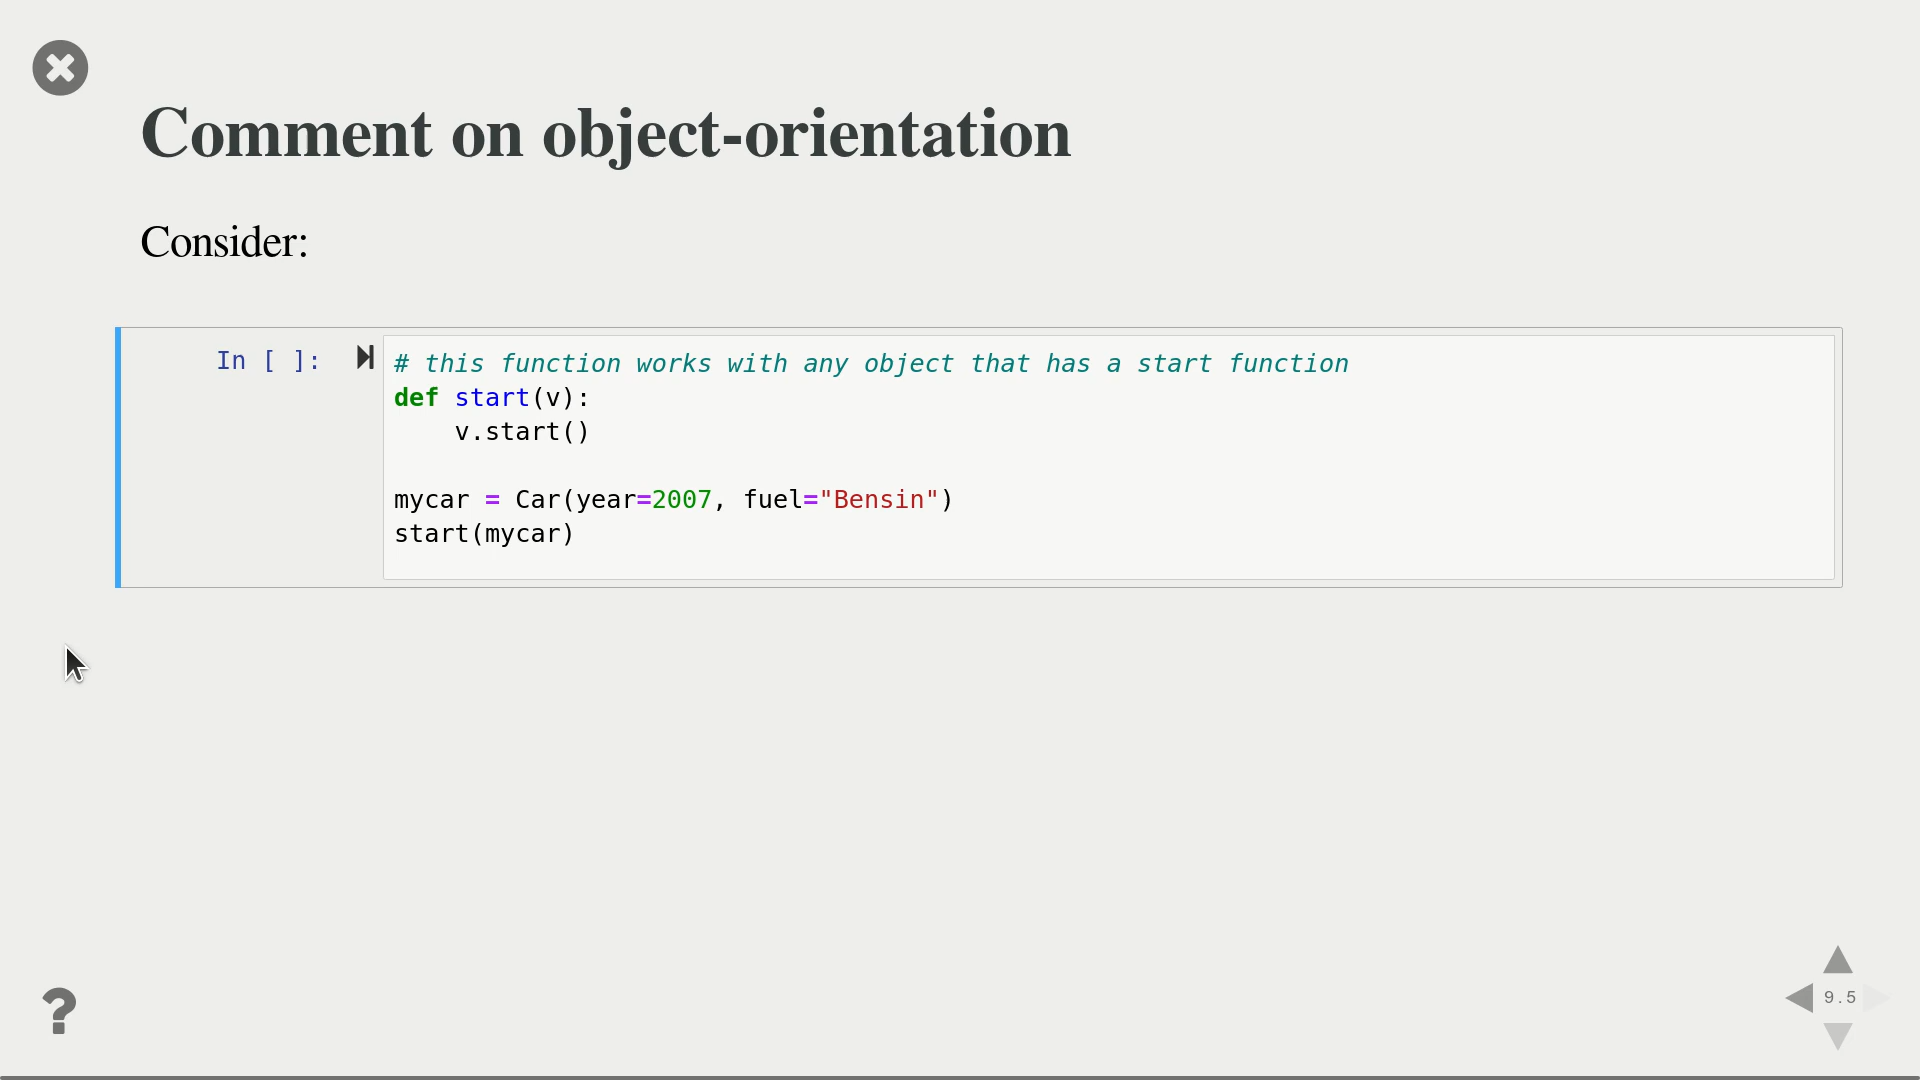 Comment on object-orientation
Consider:
In [ ]:
# this function works with any object that has a start function
def start(v):
    v.start()

mycar = Car(year=2007, fuel="Bensin")
start(mycar)
?
9.5